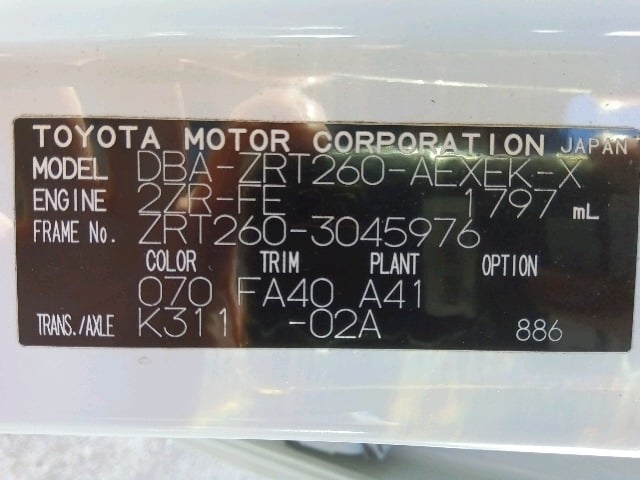 TOYOTA MOTOR CORPORATION JAPAN
MODEL DBA-ZRT260-AEXEK-X
ENGINE 2ZR-FE 1797 mL
FRAME No. ZRT260-3045976
COLOR TRIM PLANT OPTION
070 FA40 A41
TRANS./AXLE K311 -02A 886